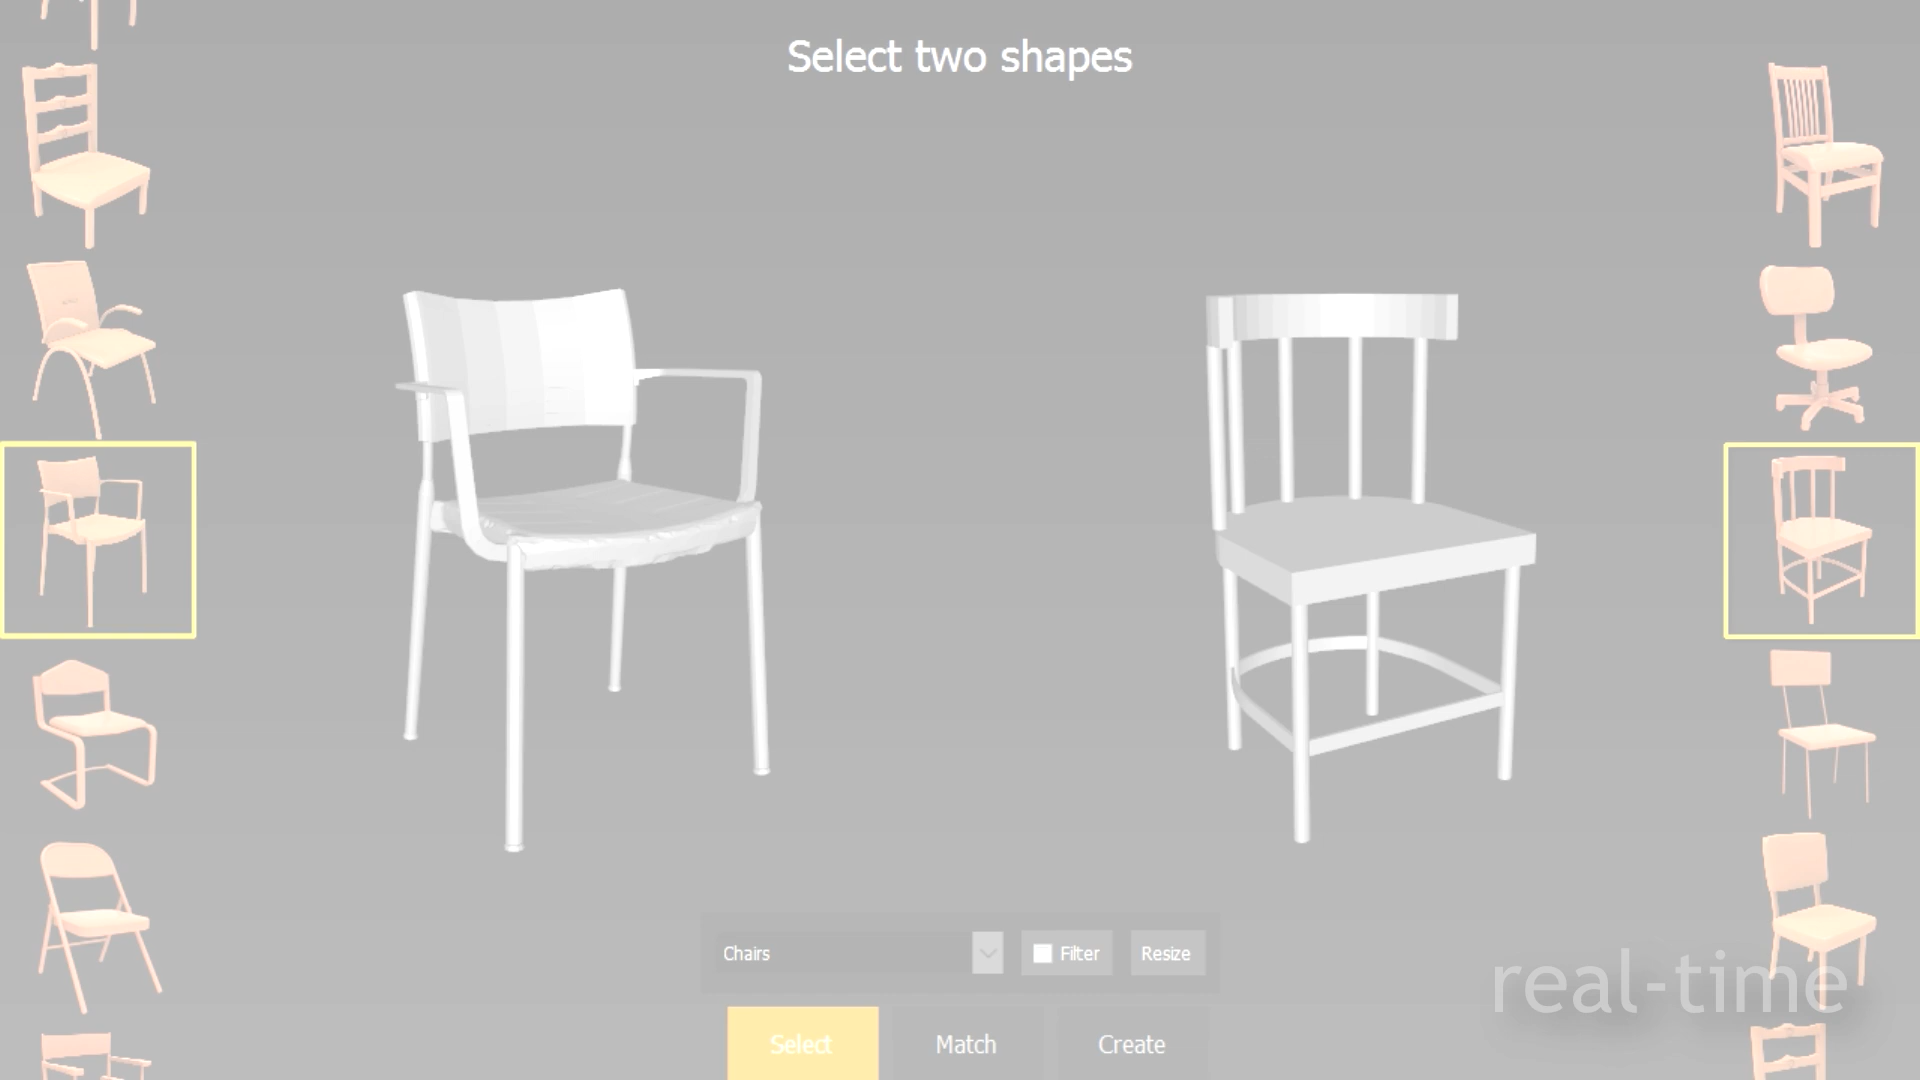 Select two shapes
Chairs
Filter
Resize
real-time
Select
Match
Create